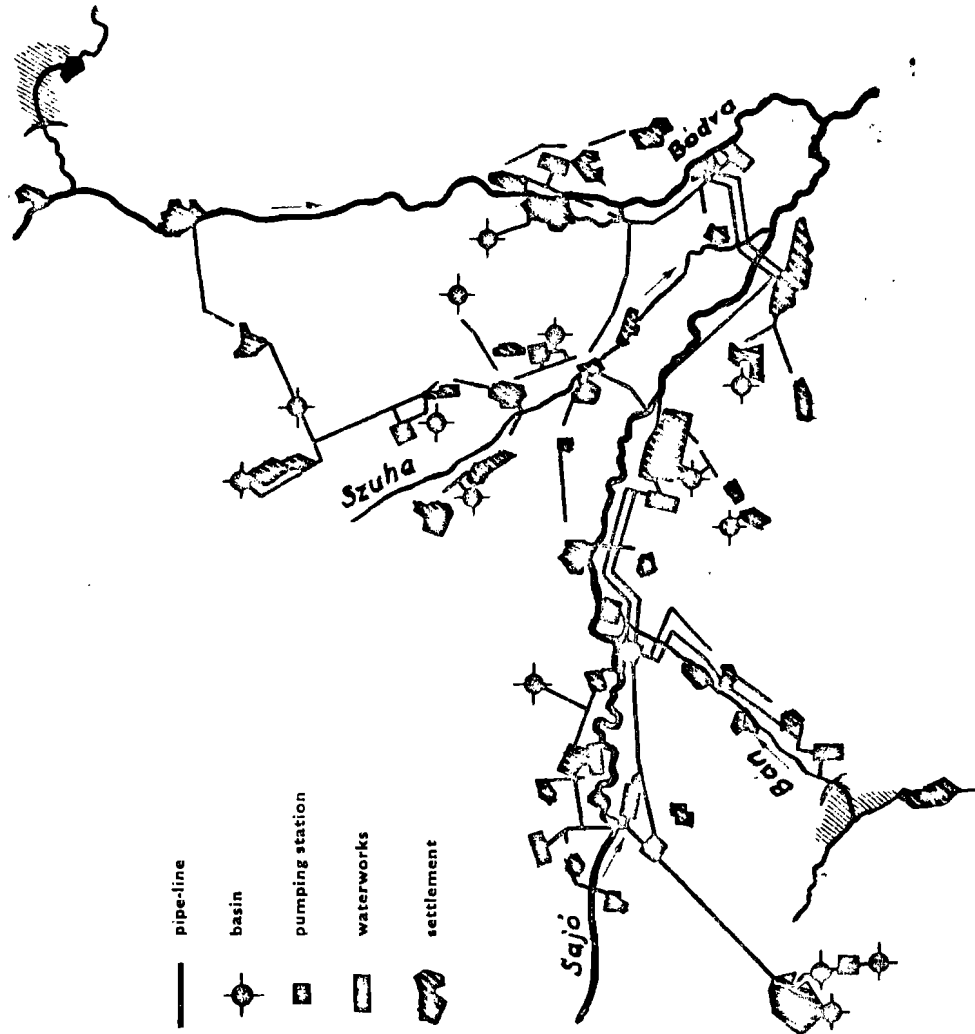 Bódva
Szuha
Bán
Sajó
pipe-line
basin
pumping station
waterworks
settlement